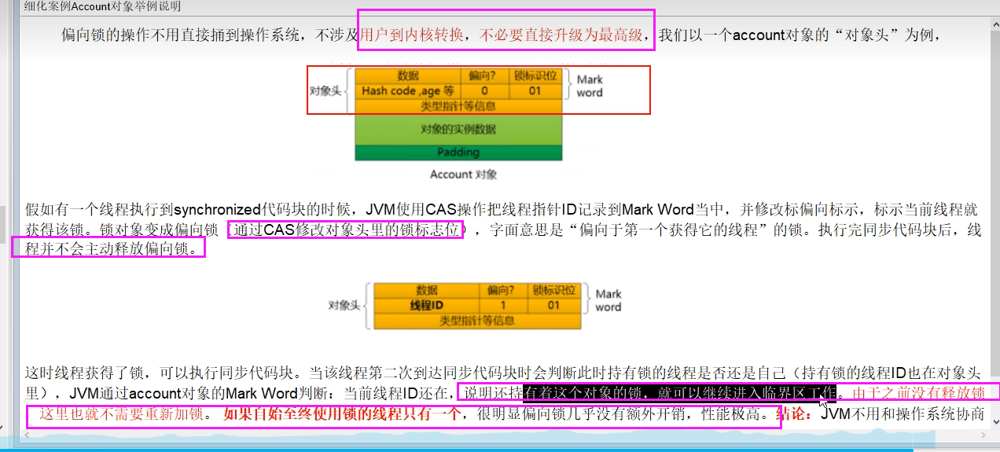 细化案例Account对象举例说明
偏向锁的操作不用直接捅到操作系统，不涉及用户到内核转换，不必要直接升级为最高级，我们以一个account对象的“对象头”为例，
数据 偏向? 锁标识位
对象头 Hash code ,age 等 0 01 Mark word
类型指针等信息
对象的实例数据
Padding
Account 对象
假如有一个线程执行到synchronized代码块的时候，JVM使用CAS操作把线程指针ID记录到Mark Word当中，并修改标偏向标示，标示当前线程就
获得该锁。锁对象变成偏向锁（通过CAS修改对象头里的锁标志位），字面意思是“偏向于第一个获得它的线程”的锁。执行完同步代码块后，线
程并不会主动释放偏向锁。
数据 偏向? 锁标识位
对象头 线程ID 1 01 Mark word
类型指针等信息
这时线程获得了锁，可以执行同步代码块。当该线程第二次到达同步代码块时会判断此时持有锁的线程是否还是自己（持有锁的线程ID也在对象头
里），JVM通过account对象的Mark Word判断：当前线程ID还在，说明还持有着这个对象的锁，就可以继续进入临界区工作。由于之前没有释放锁
这里也就不需要重新加锁。 如果自始至终使用锁的线程只有一个，很明显偏向锁几乎没有额外开销，性能极高。结论：JVM不用和操作系统协商